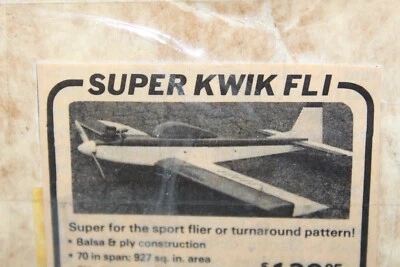 SUPER KWIK FLI
Super for the sport flier or turnaround pattern!
• Balsa & ply construction
• 70 in span; 927 sq. in. area